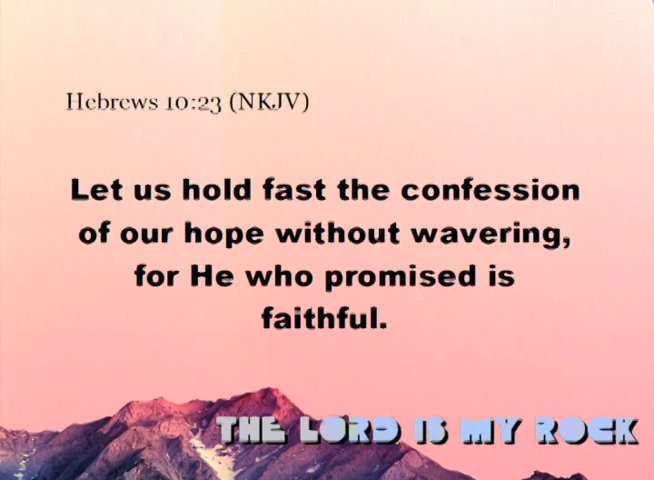 Hebrews 10:23 (NKJV)
Let us hold fast the confession
of our hope without wavering,
for He who promised is
faithful.
THE LORD IS MY ROCK